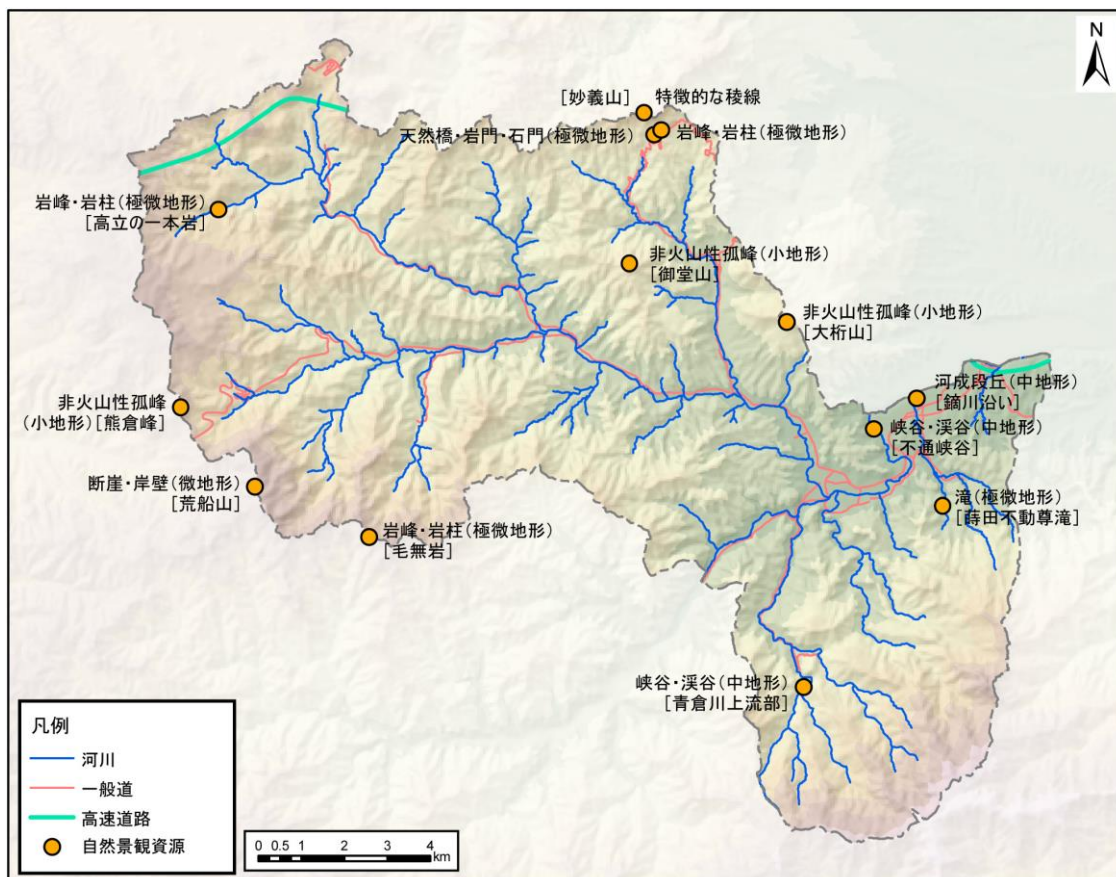 N
[妙義山] 特徴的な稜線
天然橋・岩門・石門(極微地形)
岩峰・岩柱(極微地形)
岩峰・岩柱(極微地形)
[高立の一本岩]
非火山性孤峰(小地形)
[御堂山]
非火山性孤峰(小地形)
[大桁山]
河成段丘(中地形)
[鏑川沿い]
非火山性孤峰
(小地形)[熊倉峰]
峡谷・渓谷(中地形)
[不通峡谷]
断崖・岸壁(微地形)
[荒船山]
滝(極微地形)
[蒔田不動尊滝]
岩峰・岩柱(極微地形)
[毛無岩]
峡谷・渓谷(中地形)
[青倉川上流部]
凡例
河川
一般道
高速道路
自然景観資源
0 0.5 1 2 3 4
km